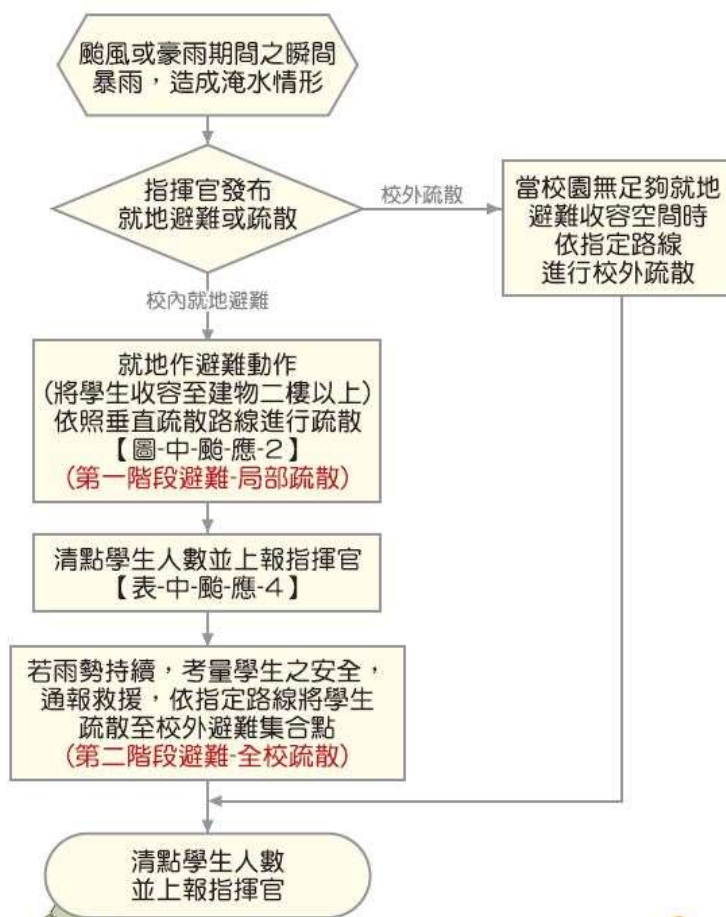 颱風或豪雨期間之瞬間
暴雨，造成淹水情形
指揮官發布
就地避難或疏散
校外疏散
當校園無足夠就地
避難收容空間時
依指定路線
進行校外疏散
校內就地避難
就地作避難動作
(將學生收容至建物二樓以上)
依照垂直疏散路線進行疏散
【圖-中-颱-應-2】
(第一階段避難-局部疏散)
清點學生人數並上報指揮官
【表-中-颱-應-4】
若雨勢持續，考量學生之安全，
通報救援，依指定路線將學生
疏散至校外避難集合點
(第二階段避難-全校疏散)
清點學生人數
並上報指揮官